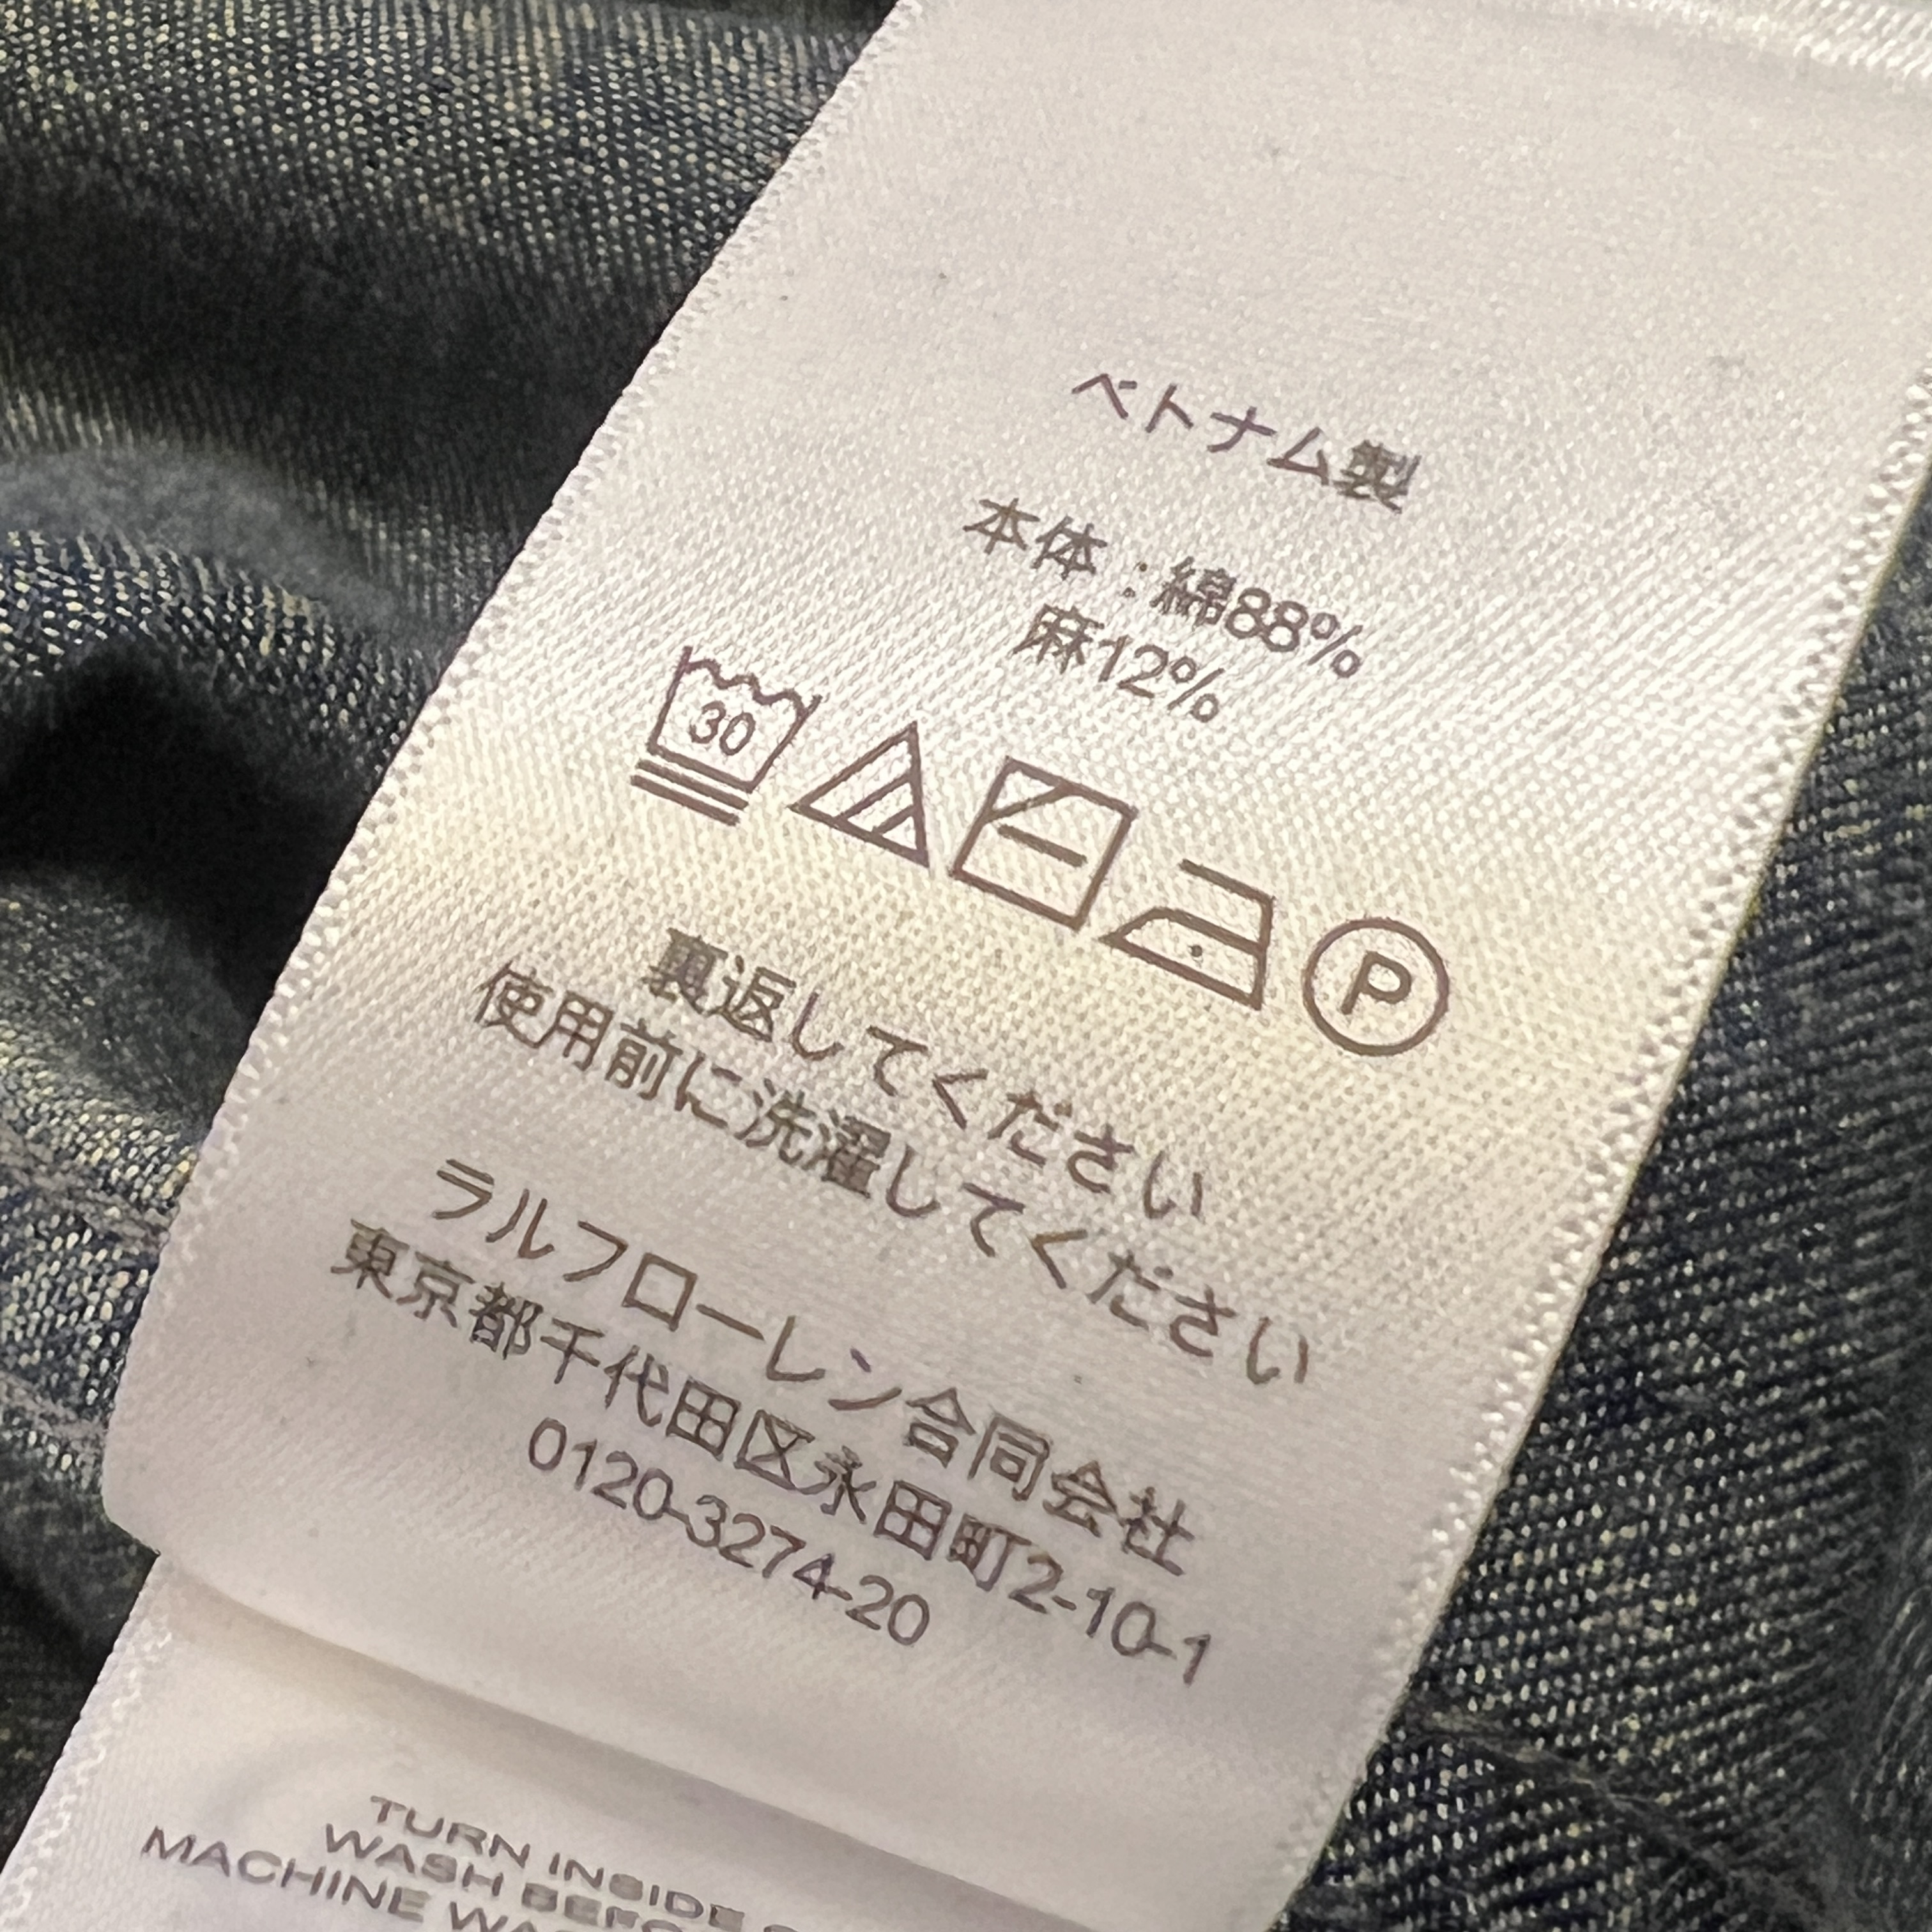 ベトナム製
本体:綿88%
麻12%
30
P
裏返してください
使用前に洗濯してください
ラルフローレン合同会社
東京都千代田区永田町2-10-1
0120-3274-20
TURN INSIDE
WASH
MACHINE